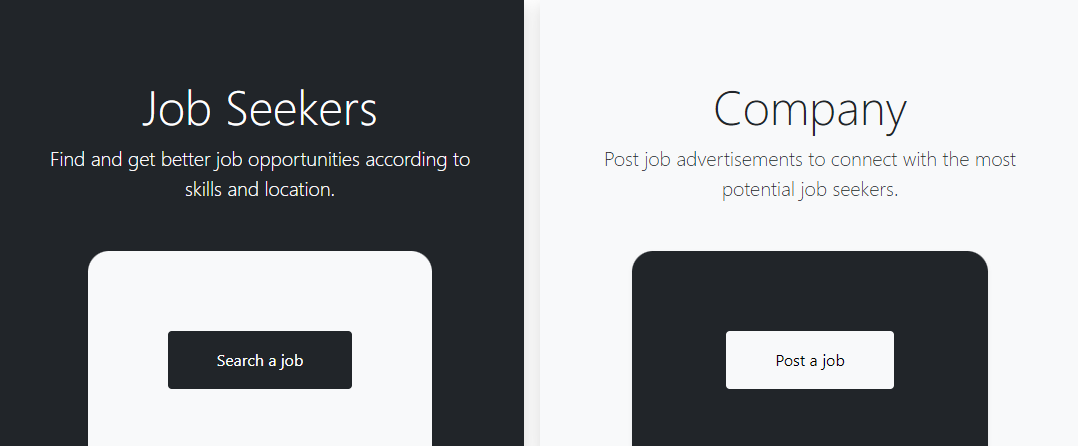 Job Seekers
Find and get better job opportunities according to
skills and location.
Search a job
Company
Post job advertisements to connect with the most
potential job seekers.
Post a job